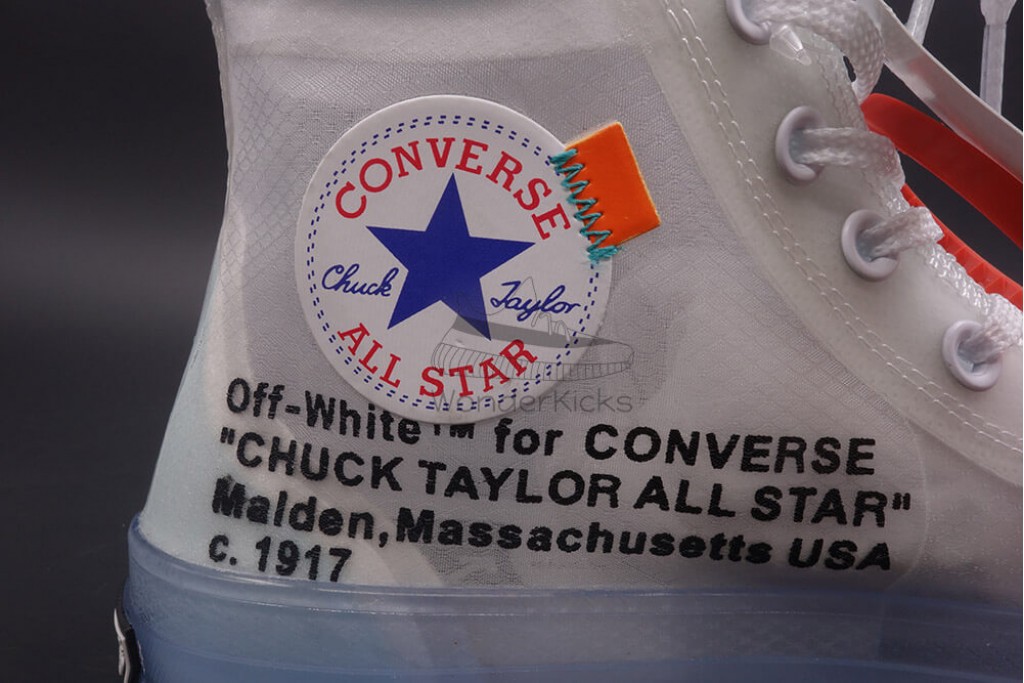 CONVERSE
Chuck Taylor
ALL STAR
WonderKicks
Off-White™ for CONVERSE
"CHUCK TAYLOR ALL STAR"
Malden, Massachusetts USA
c. 1917